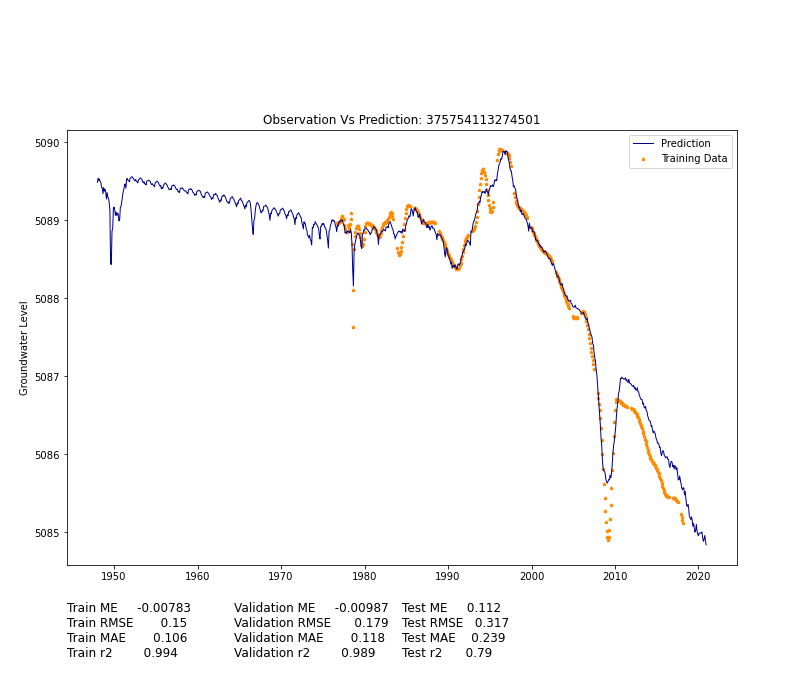 Observation Vs Prediction: 375754113274501
Prediction
Training Data
5090
5089
5088
5087
5086
5085
Groundwater Level
1950 1960 1970 1980 1990 2000 2010 2020
Train ME -0.00783 Validation ME -0.00987 Test ME 0.112
Train RMSE 0.15 Validation RMSE 0.179 Test RMSE 0.317
Train MAE 0.106 Validation MAE 0.118 Test MAE 0.239
Train r2 0.994 Validation r2 0.989 Test r2 0.79